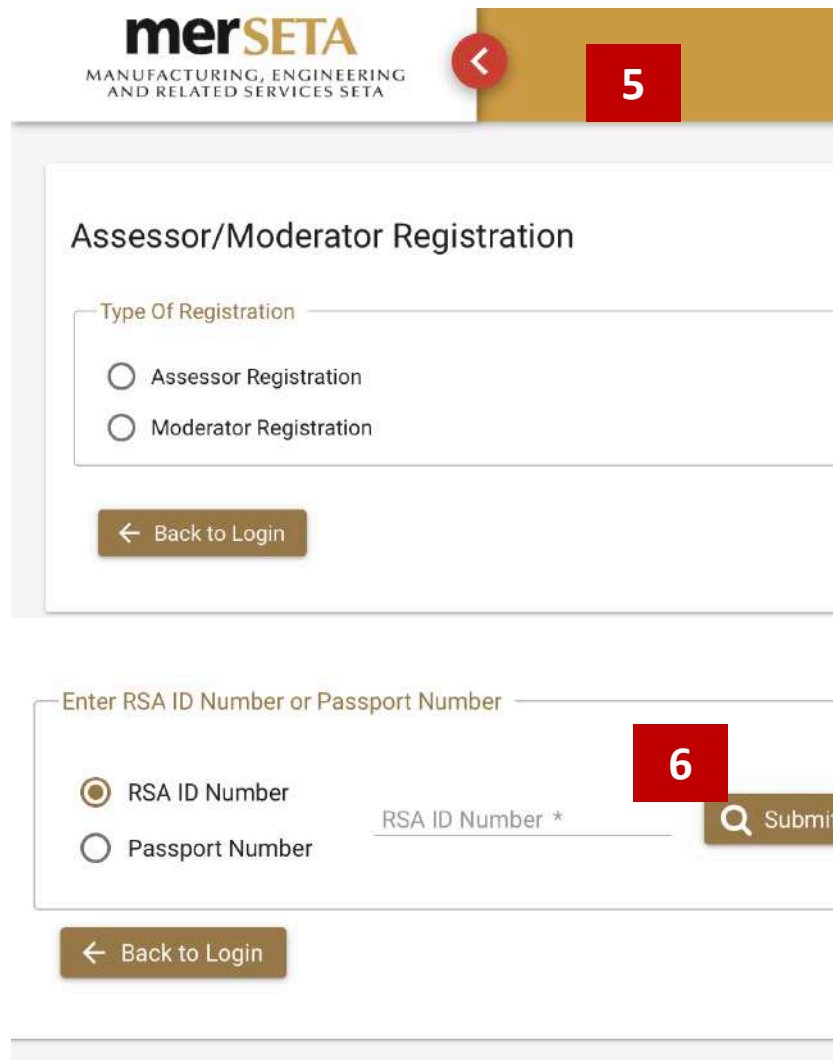 merSETA
MANUFACTURING, ENGINEERING
AND RELATED SERVICES SETA
5
Assessor/Moderator Registration
Type Of Registration
Assessor Registration
Moderator Registration
Back to Login
Enter RSA ID Number or Passport Number
6
RSA ID Number
RSA ID Number *
Submit
Passport Number
Back to Login